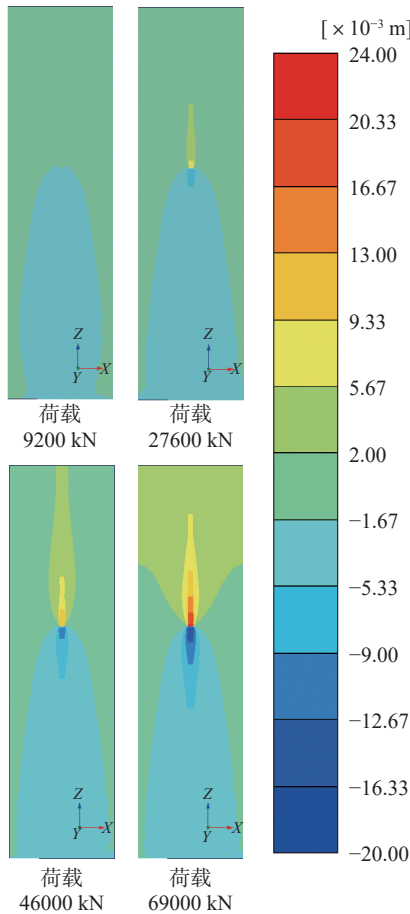 [ × 10⁻³ m]
24.00
20.33
16.67
13.00
9.33
5.67
2.00
−1.67
−5.33
−9.00
−12.67
−16.33
−20.00
Z
Y
X
荷载
9200 kN
Z
Y
X
荷载
27600 kN
Z
Y
X
荷载
46000 kN
Z
Y
X
荷载
69000 kN